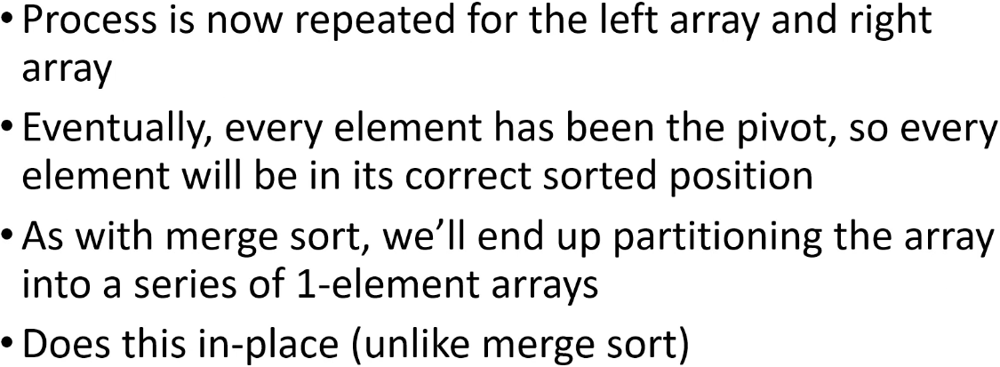 • Process is now repeated for the left array and right
array
• Eventually, every element has been the pivot, so every
element will be in its correct sorted position
• As with merge sort, we’ll end up partitioning the array
into a series of 1-element arrays
• Does this in-place (unlike merge sort)